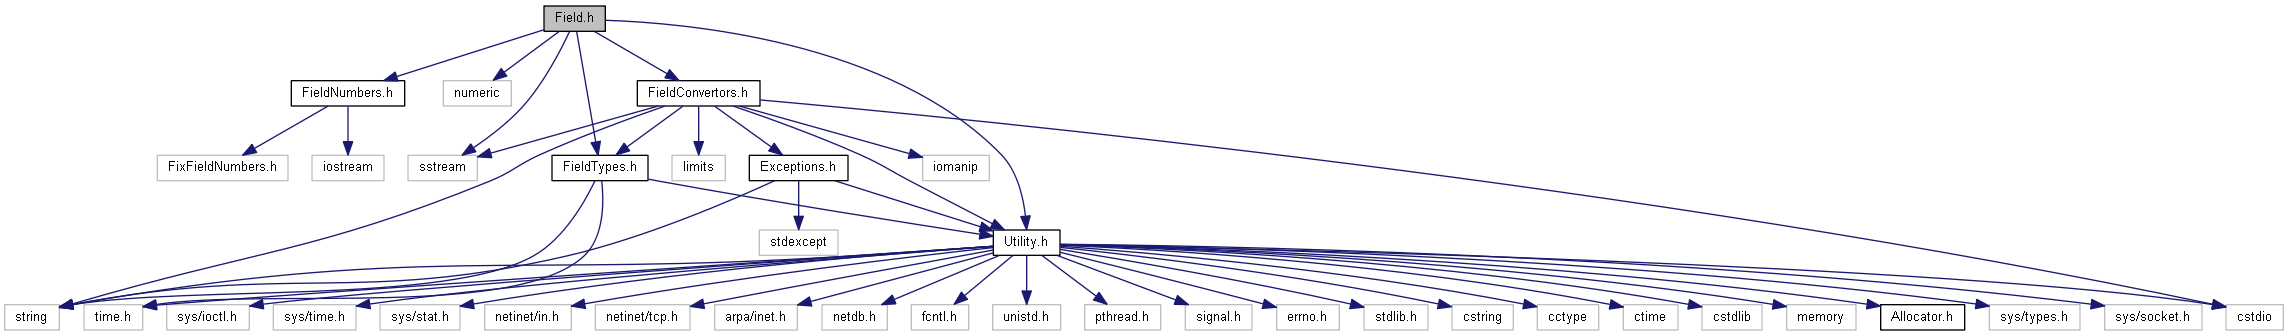 Field.h
FieldNumbers.h
numeric
FieldConvertors.h
FixFieldNumbers.h
iostream
sstream
FieldTypes.h
limits
Exceptions.h
iomanip
stdexcept
Utility.h
string
time.h
sys/ioctl.h
sys/time.h
sys/stat.h
netinet/in.h
netinet/tcp.h
arpa/inet.h
netdb.h
fcntl.h
unistd.h
pthread.h
signal.h
errno.h
stdlib.h
cstring
cctype
ctime
cstdlib
memory
Allocator.h
sys/types.h
sys/socket.h
cstdio